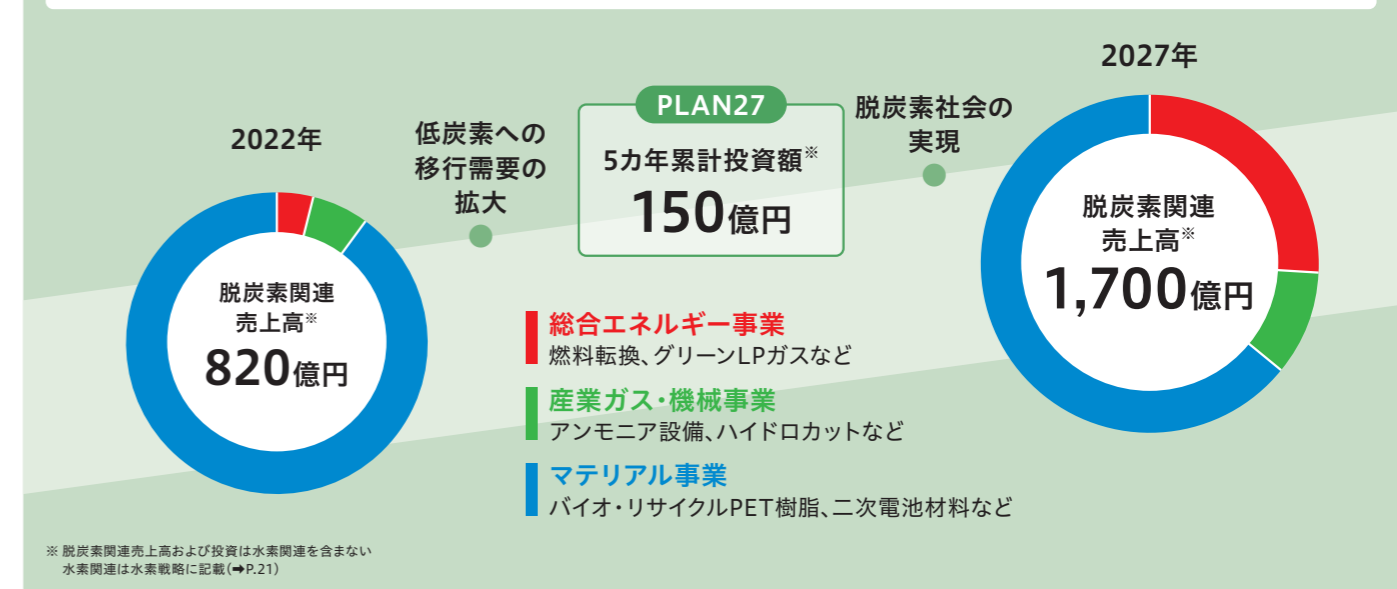 2022年
脱炭素関連
売上高※
820億円
低炭素への
移行需要の
拡大
PLAN27
5カ年累計投資額※
150億円
脱炭素社会の
実現
2027年
脱炭素関連
売上高※
1,700億円
総合エネルギー事業
燃料転換、グリーンLPガスなど
産業ガス・機械事業
アンモニア設備、ハイドロカットなど
マテリアル事業
バイオ・リサイクルPET樹脂、二次電池材料など
※ 脱炭素関連売上高および投資は水素関連を含まない
水素関連は水素戦略に記載(➡P.21)